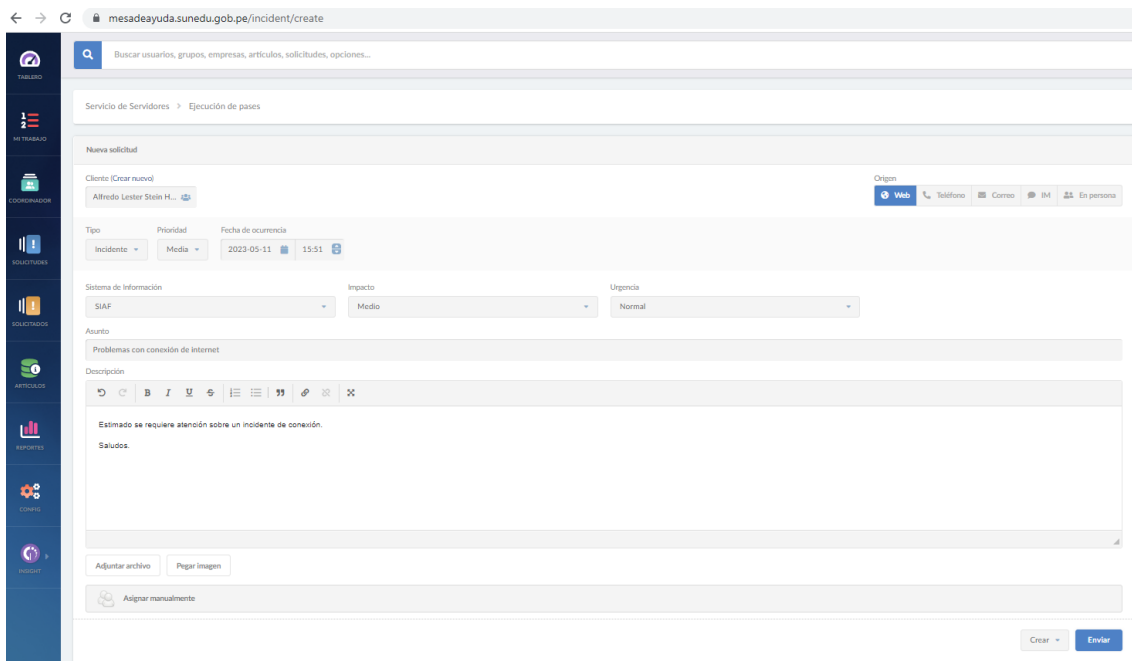 mesadeayuda.sunedu.gob.pe/incident/create
Buscar usuarios, grupos, empresas, artículos, solicitudes, opciones...
TABLERO
Servicio de Servidores > Ejecución de pases
MI TRABAJO
Nueva solicitud
Cliente (Crear nuevo)
Origen
Alfredo Lester Stein H...
Web Teléfono Correo IM En persona
COORDINADOR
Tipo Prioridad Fecha de ocurrencia
Incidente Media 2023-05-11 15:51
SOLICITUDES
Sistema de Información Impacto Urgencia
SIAF Medio Normal
SOLICITADOS
Asunto
Problemas con conexión de internet
Descripción
ARTÍCULOS
B I U S
Estimado se requiere atención sobre un incidente de conexión.
Saludos.
REPORTES
CONFIG
INSIGHT
Adjuntar archivo Pegar imagen
Asignar manualmente
Crear Enviar